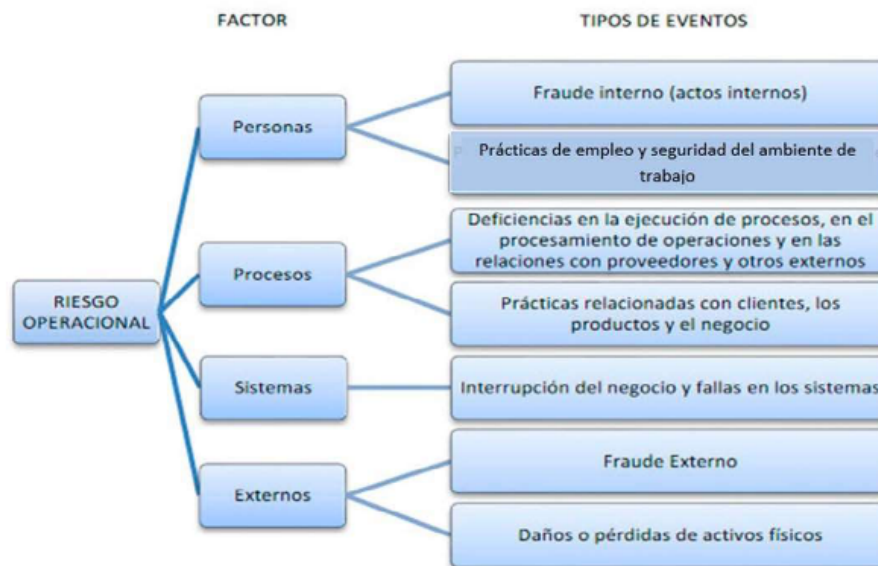 FACTOR
TIPOS DE EVENTOS
Fraude interno (actos internos)
Personas
Prácticas de empleo y seguridad del ambiente de
trabajo
Deficiencias en la ejecución de procesos, en el
procesamiento de operaciones y en las
relaciones con proveedores y otros externos
Procesos
Prácticas relacionadas con clientes, los
productos y el negocio
RIESGO
OPERACIONAL
Sistemas
Interrupción del negocio y fallas en los sistemas
Fraude Externo
Externos
Daños o pérdidas de activos físicos